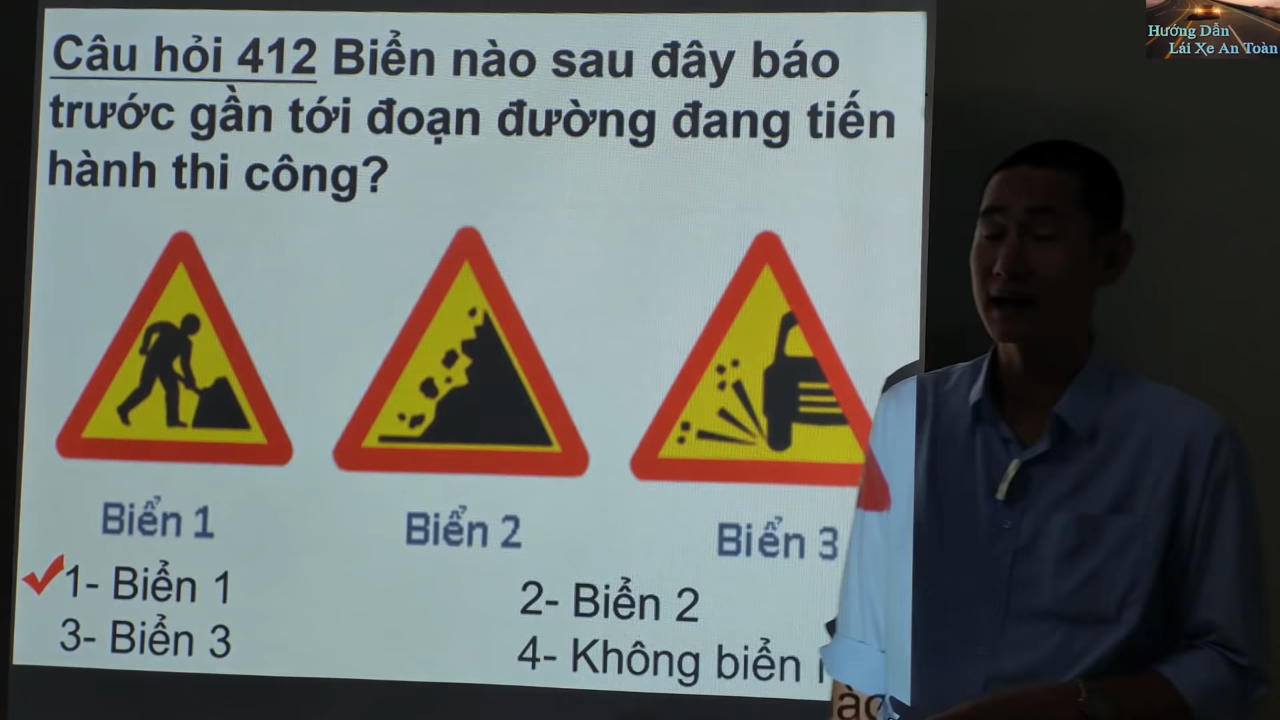 Hướng Dẫn
Lái Xe An Toàn
Câu hỏi 412 Biển nào sau đây báo
trước gần tới đoạn đường đang tiến
hành thi công?
Biển 1
Biển 2
Biển 3
1- Biển 1
2- Biển 2
3- Biển 3
4- Không biển